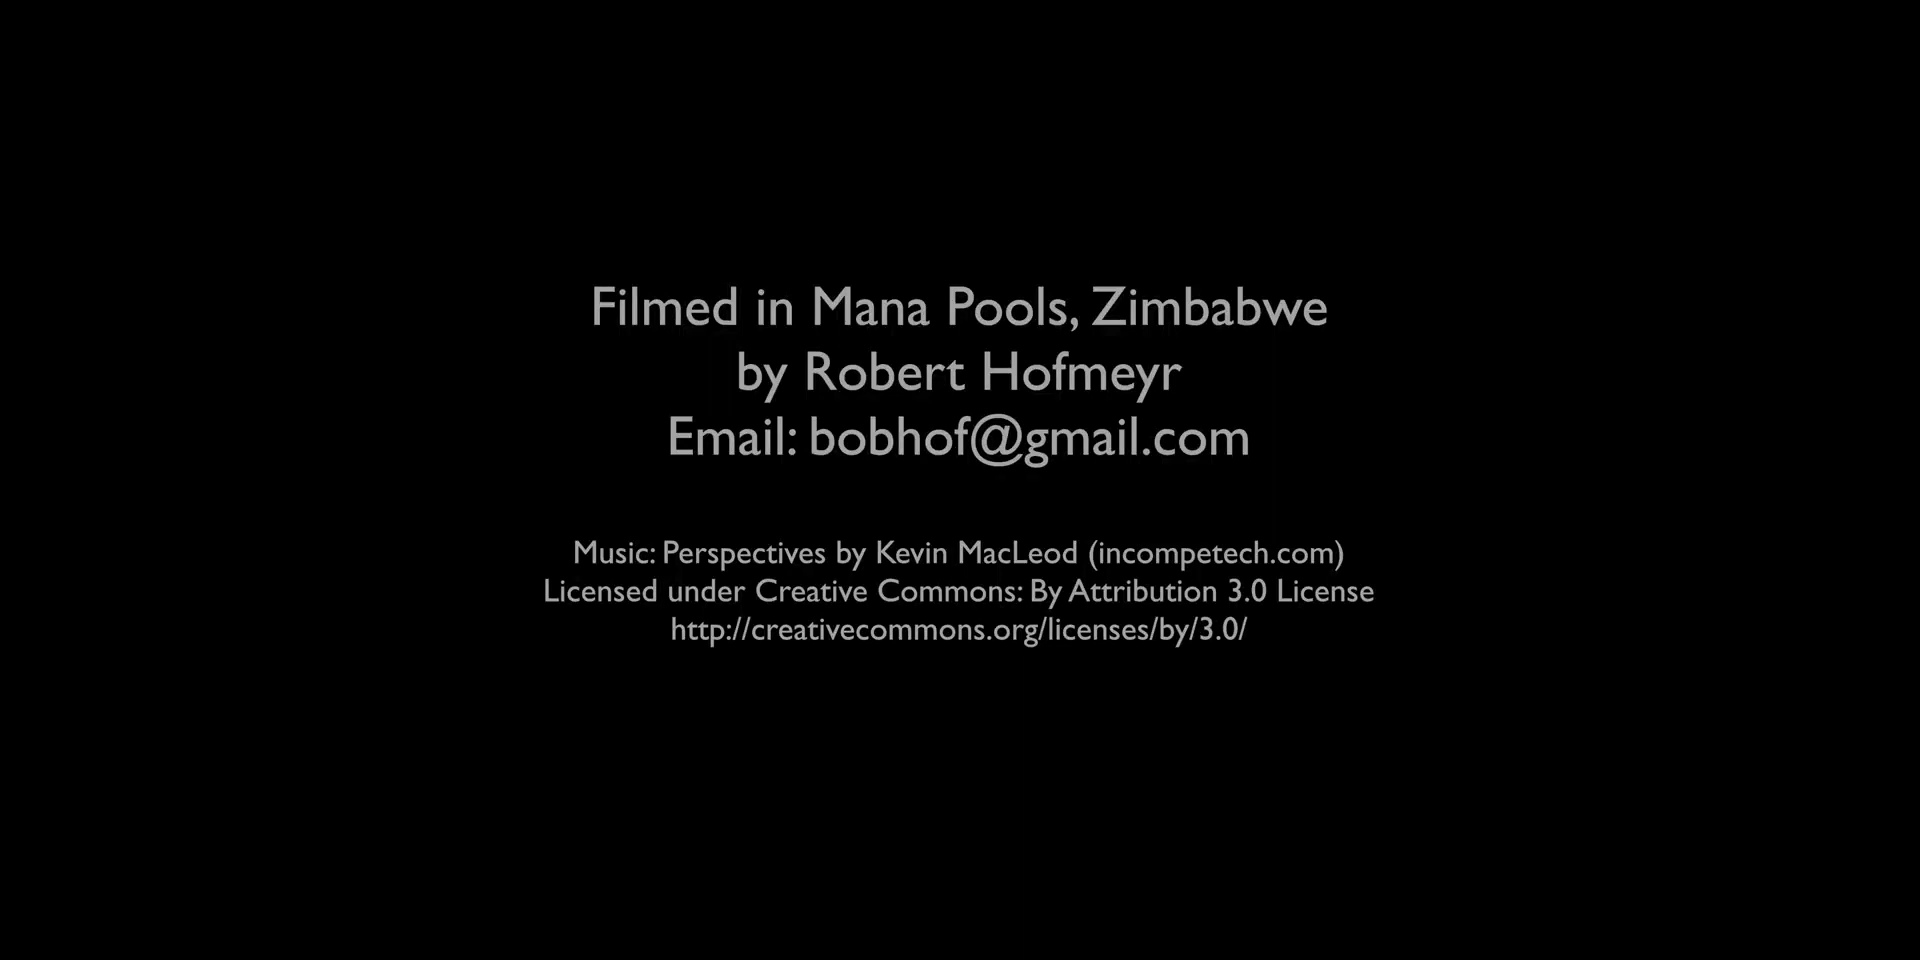 Filmed in Mana Pools, Zimbabwe
by Robert Hofmeyr
Email: bobhof@gmail.com
Music: Perspectives by Kevin MacLeod (incompetech.com)
Licensed under Creative Commons: By Attribution 3.0 License
http://creativecommons.org/licenses/by/3.0/